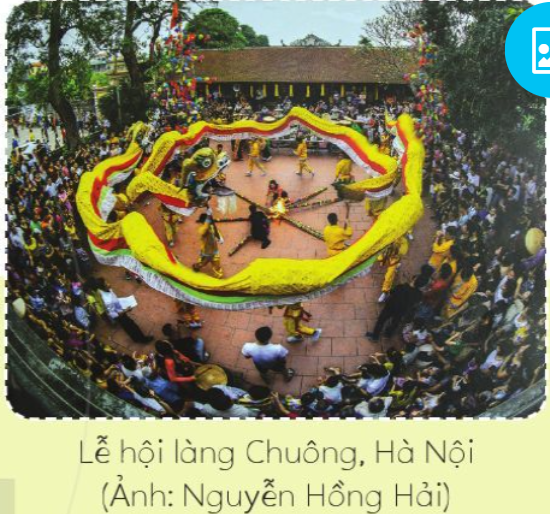 Lễ hội làng Chuông, Hà Nội
(Ảnh: Nguyễn Hồng Hải)